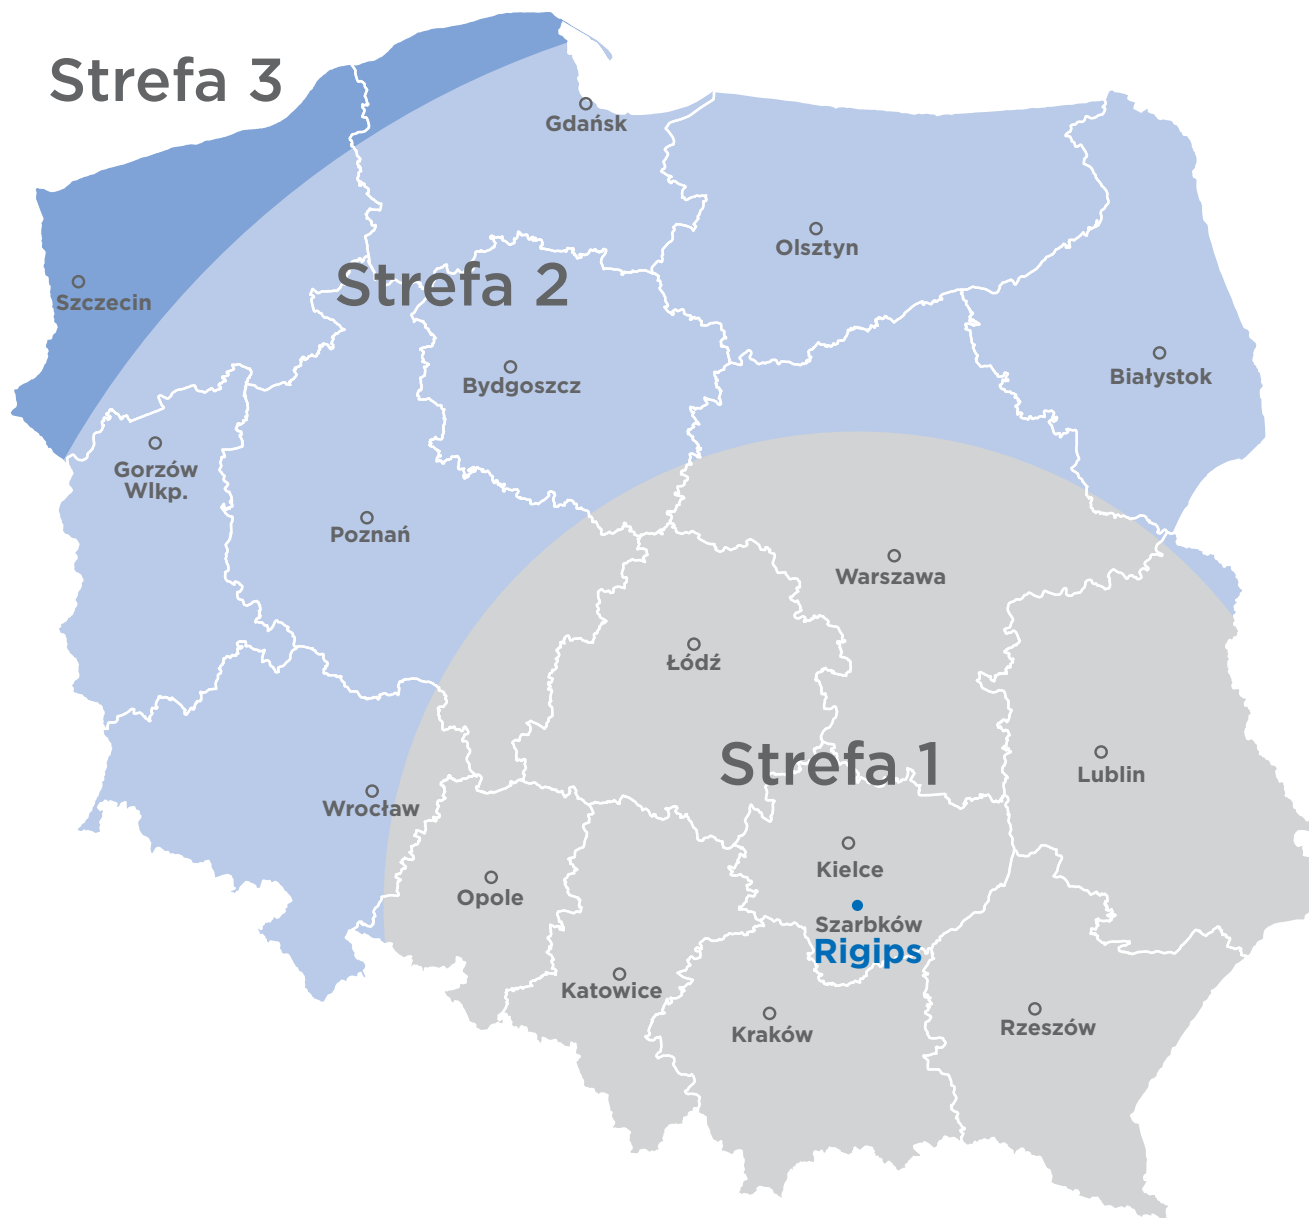 Strefa 3
Gdańsk
Olsztyn
Strefa 2
Szczecin
Białystok
Bydgoszcz
Gorzów
Wlkp.
Poznań
Warszawa
Łódź
Strefa 1
Lublin
Wrocław
Kielce
Opole
Szarbków
Rigips
Katowice
Kraków
Rzeszów